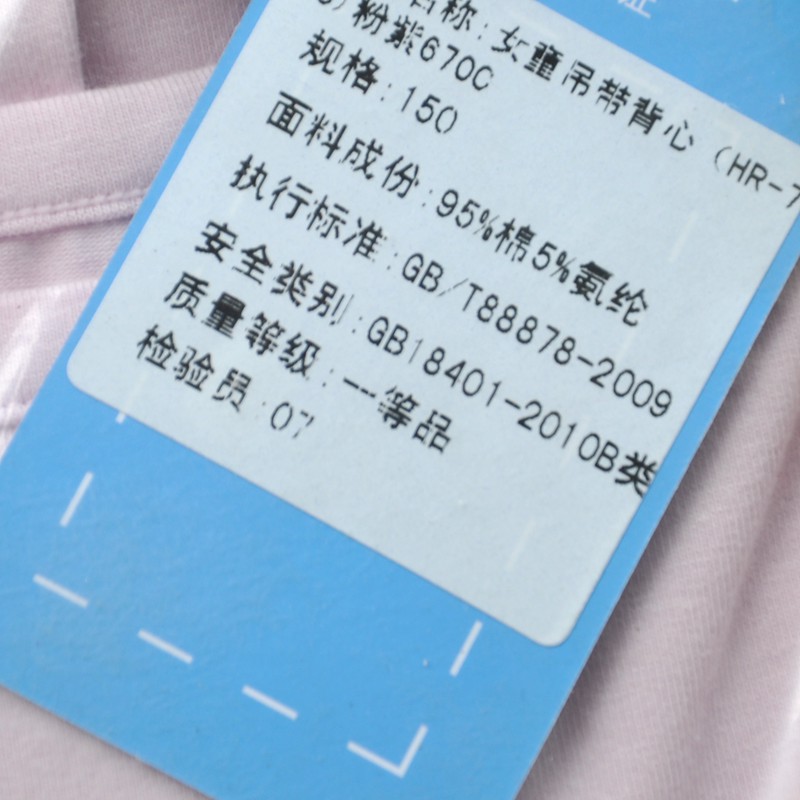 证
名称:女童吊带背心(HR-7
)粉紫670C
规格:150
面料成份:95%棉5%氨纶
执行标准:GB/T88878-2009
安全类别:GB18401-2010B类
质量等级:一等品
检验员:07